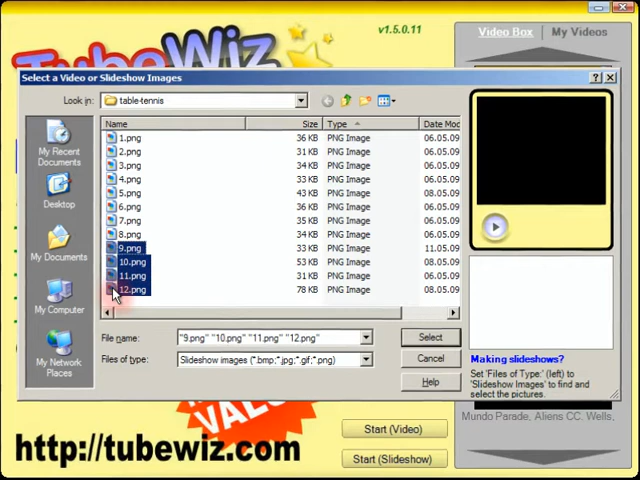 TubeWiz
v1.5.0.11
Video Box
My Videos
Select a Video or Slideshow Images
Look in:
table-tennis
My Recent Documents
Desktop
My Documents
My Computer
My Network Places
Name Size Type Date Mod
1.png 36 KB PNG Image 06.05.09
2.png 31 KB PNG Image 06.05.09
3.png 34 KB PNG Image 06.05.09
4.png 33 KB PNG Image 06.05.09
5.png 43 KB PNG Image 08.05.09
6.png 36 KB PNG Image 06.05.09
7.png 35 KB PNG Image 06.05.09
8.png 34 KB PNG Image 06.05.09
9.png 33 KB PNG Image 11.05.09
10.png 53 KB PNG Image 08.05.09
11.png 31 KB PNG Image 06.05.09
12.png 78 KB PNG Image 08.05.09
File name:
"9.png" "10.png" "11.png" "12.png"
Select
Files of type:
Slideshow images (*.bmp;*.jpg;*.gif;*.png)
Cancel
Help
Making slideshows?
Set 'Files of Type:' (left) to
'Slideshow Images' to find and
select the pictures.
Mundo Parade, Aliens CC. Wells,
VALU
Start (Video)
Start (Slideshow)
http://tubewiz.com